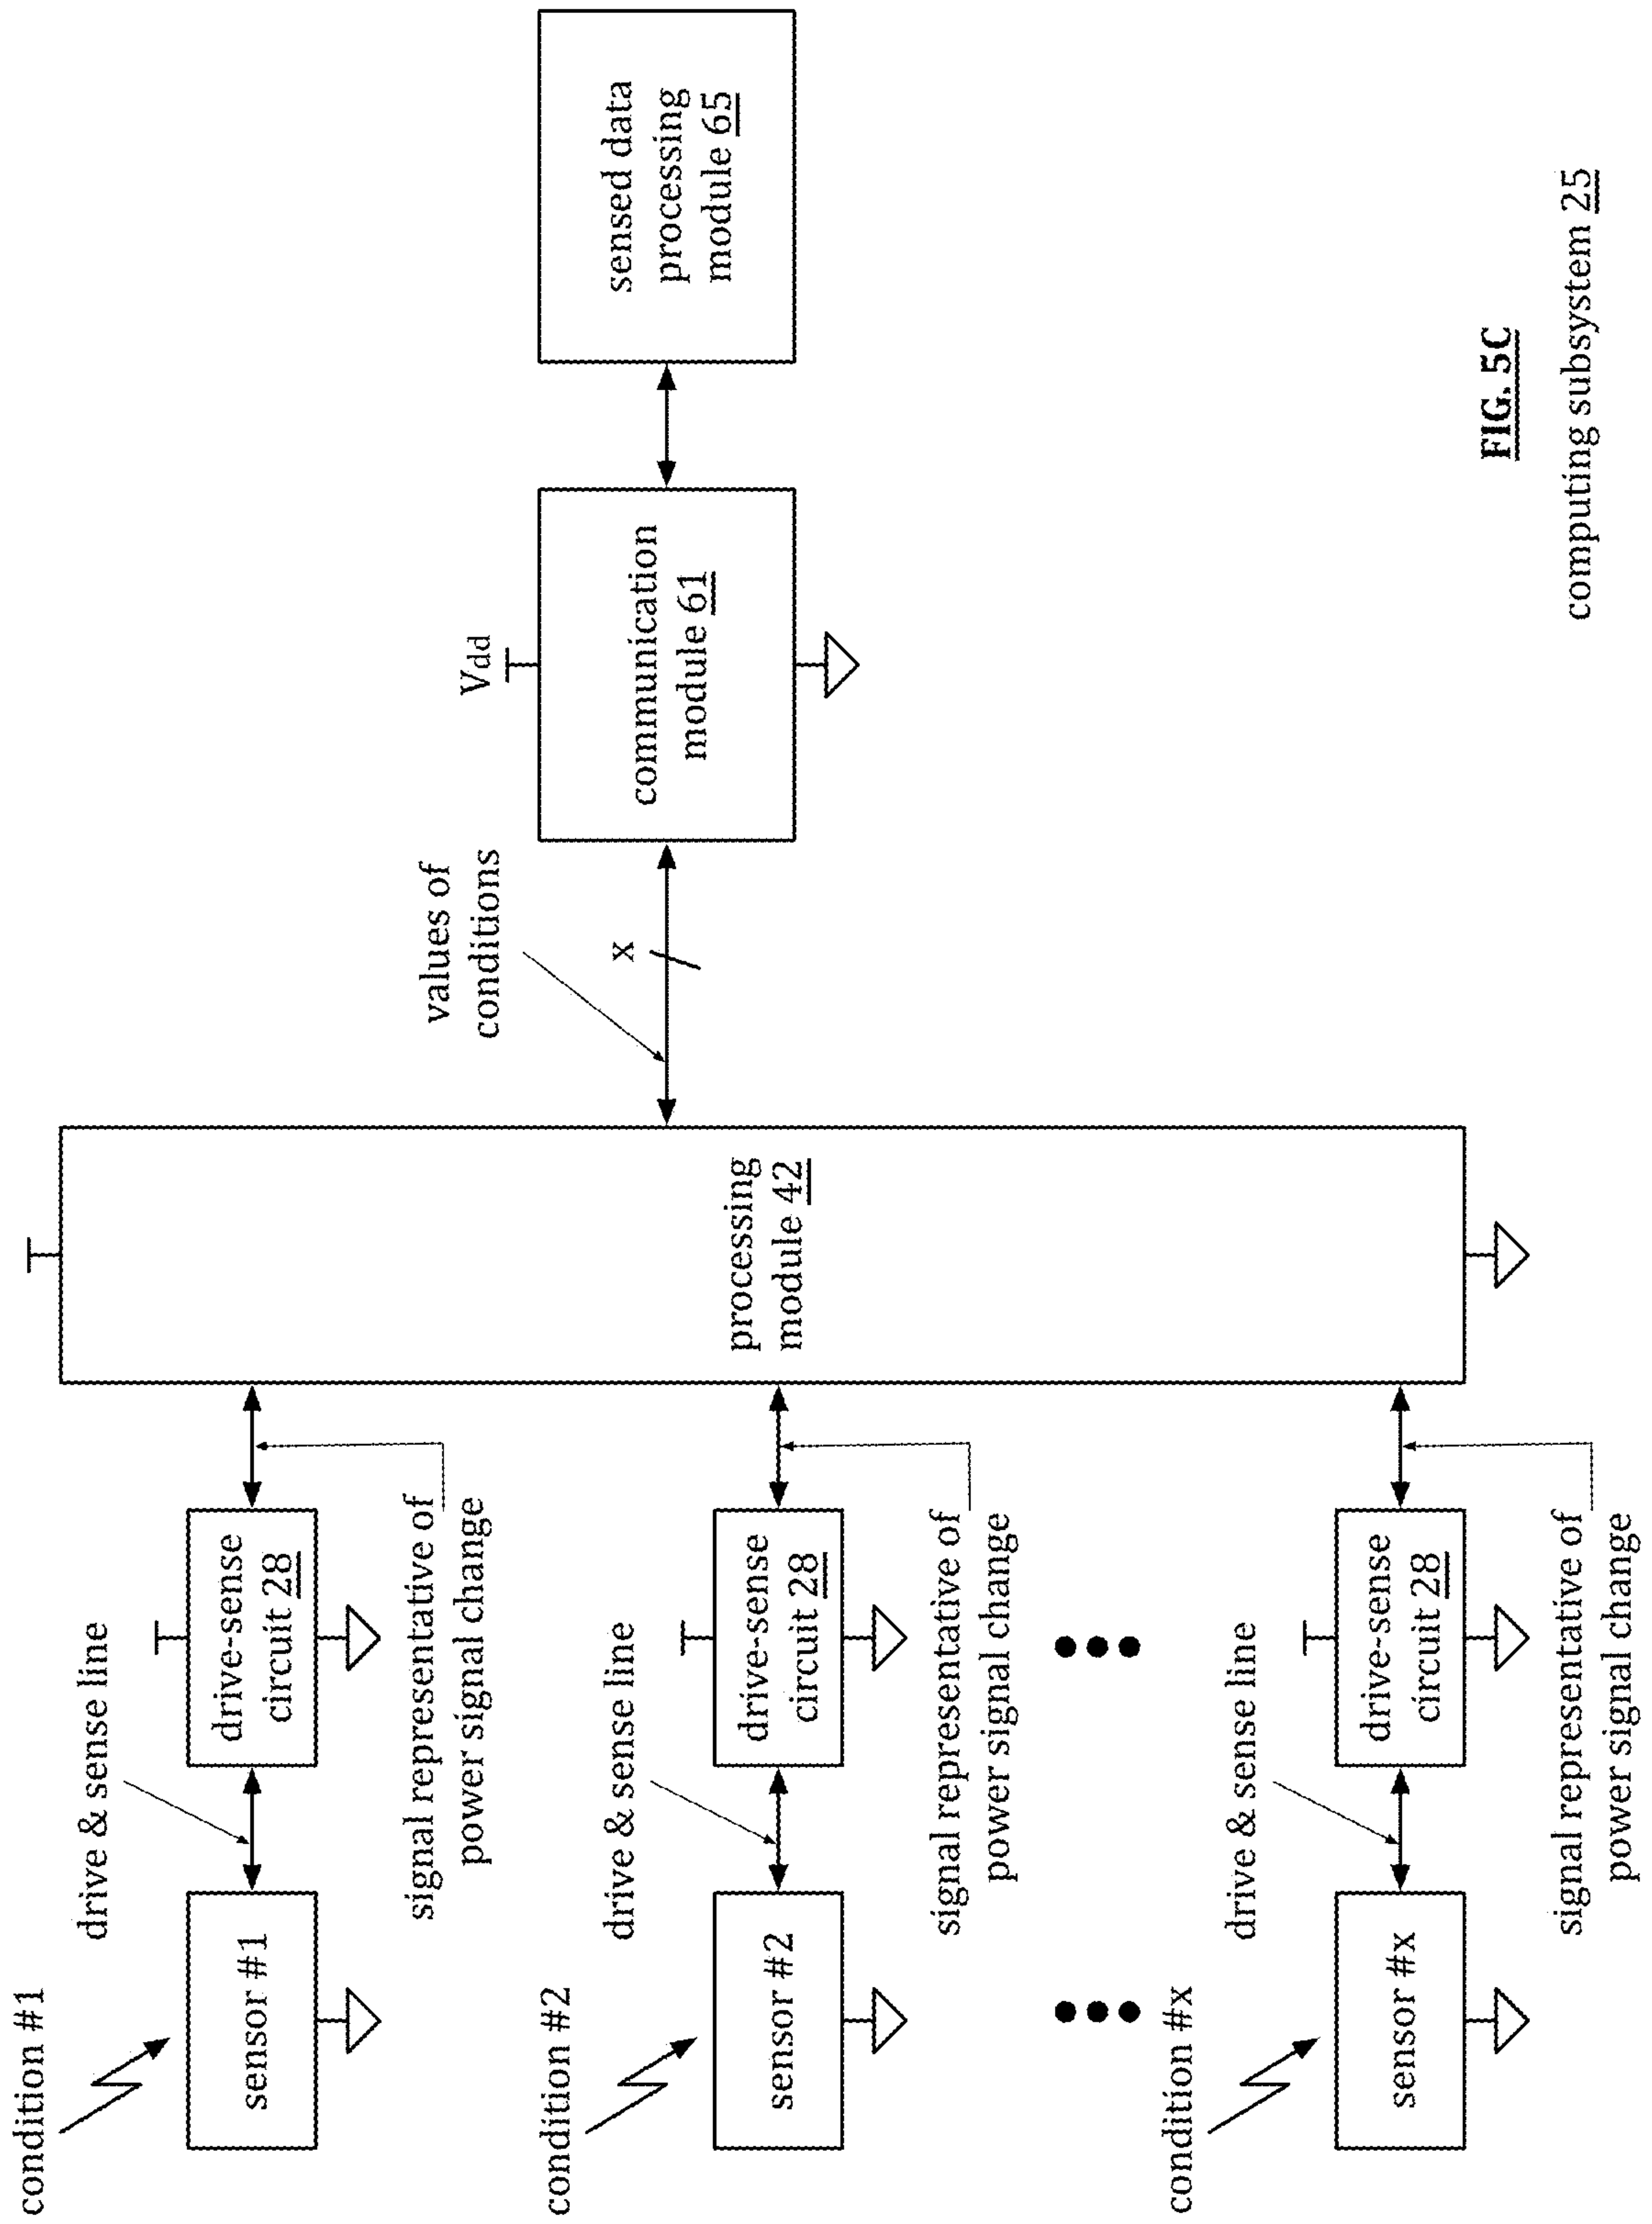 condition #1
drive & sense line
sensor #1
drive-sense
circuit 28
signal representative of
power signal change
condition #2
drive & sense line
sensor #2
drive-sense
circuit 28
signal representative of
power signal change
condition #x
drive & sense line
sensor #x
drive-sense
circuit 28
signal representative of
power signal change
processing
module 42
values of
conditions
x
Vdd
communication
module 61
sensed data
processing
module 65
FIG. 5C
computing subsystem 25